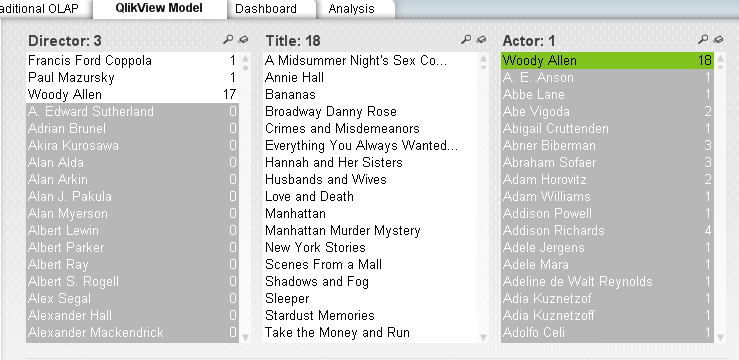 aditional OLAP QlikView Model Dashboard Analysis
Director: 3
Francis Ford Coppola 1
Paul Mazursky 1
Woody Allen 17
A. Edward Sutherland 0
Adrian Brunel 0
Akira Kurosawa 0
Alan Alda 0
Alan Arkin 0
Alan J. Pakula 0
Alan Myerson 0
Albert Lewin 0
Albert Parker 0
Albert Ray 0
Albert S. Rogell 0
Alex Segal 0
Alexander Hall 0
Alexander Mackendrick 0
Title: 18
A Midsummer Night's Sex Co...
Annie Hall
Bananas
Broadway Danny Rose
Crimes and Misdemeanors
Everything You Always Wanted...
Hannah and Her Sisters
Husbands and Wives
Love and Death
Manhattan
Manhattan Murder Mystery
New York Stories
Scenes From a Mall
Shadows and Fog
Sleeper
Stardust Memories
Take the Money and Run
Actor: 1
Woody Allen 18
A. E. Anson 1
Abbe Lane 1
Abe Vigoda 2
Abigail Cruttenden 1
Abner Biberman 3
Abraham Sofaer 3
Adam Horovitz 2
Adam Williams 1
Addison Powell 1
Addison Richards 4
Adele Jergens 1
Adele Mara 1
Adeline de Walt Reynolds 1
Adia Kuznetzof 1
Adia Kuznetzoff 1
Adolfo Celi 1